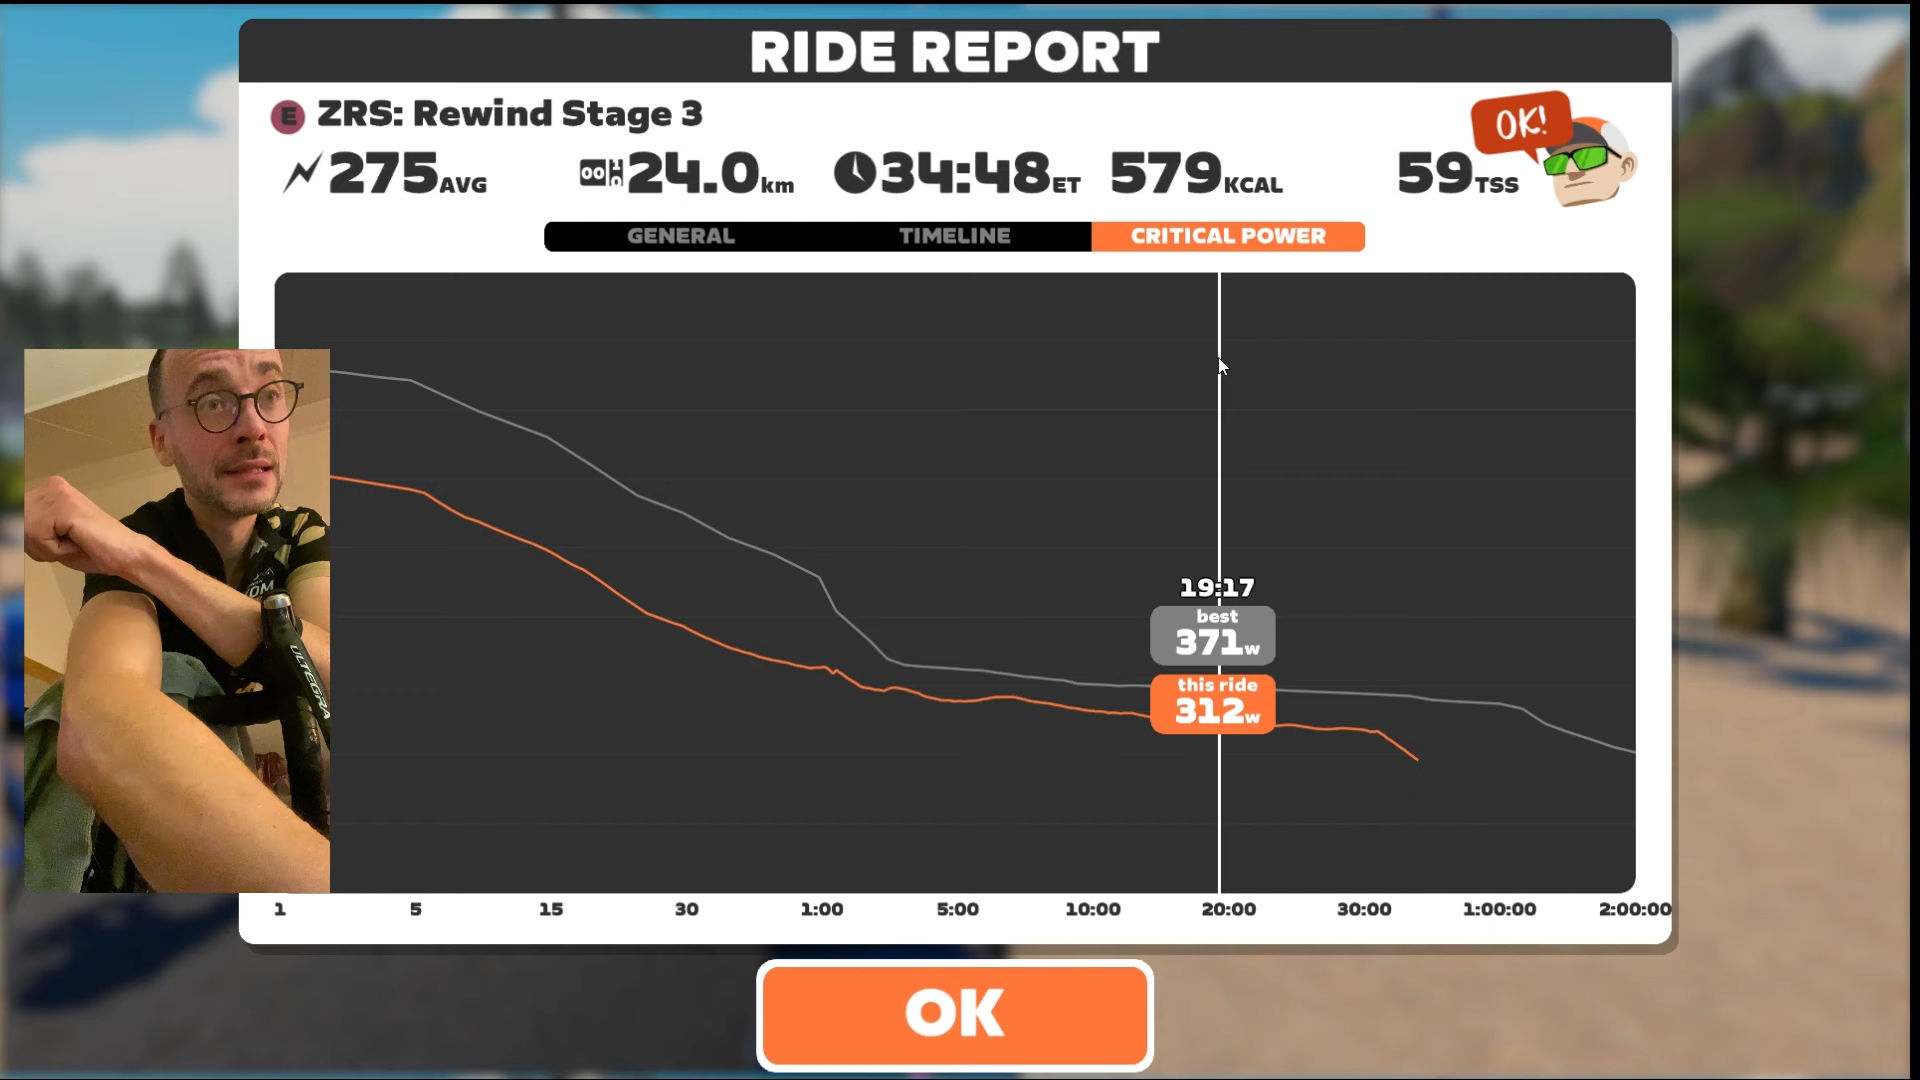 RIDE REPORT
E ZRS: Rewind Stage 3
OK!
275AVG 24.0km 34:48ET 579KCAL 59TSS
GENERAL TIMELINE CRITICAL POWER
19:17
best
371w
this ride
312w
ULTEGRA
1 5 15 30 1:00 5:00 10:00 20:00 30:00 1:00:00 2:00:00
OK